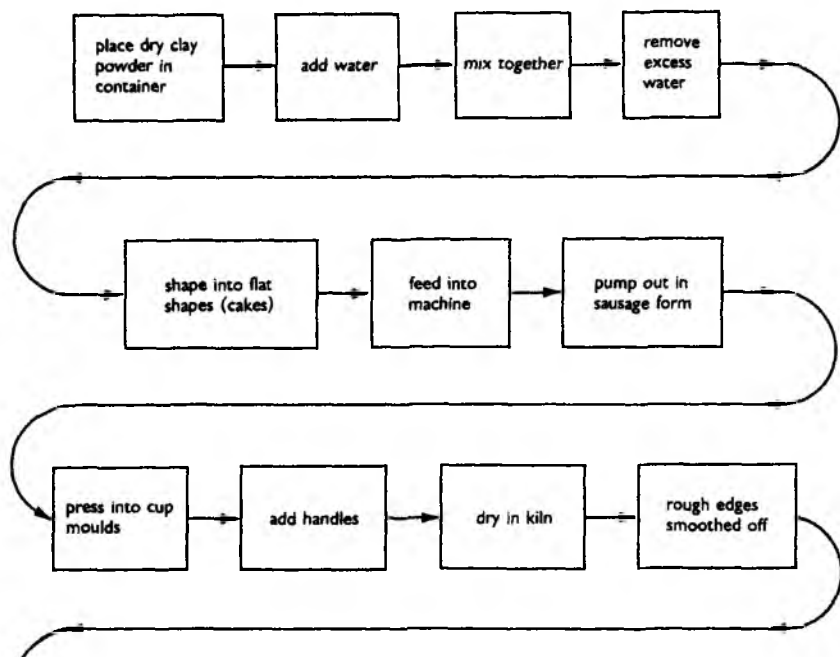 place dry clay
powder in
container
add water
mix together
remove
excess
water
shape into flat
shapes (cakes)
feed into
machine
pump out in
sausage form
press into cup
moulds
add handles
dry in kiln
rough edges
smoothed off